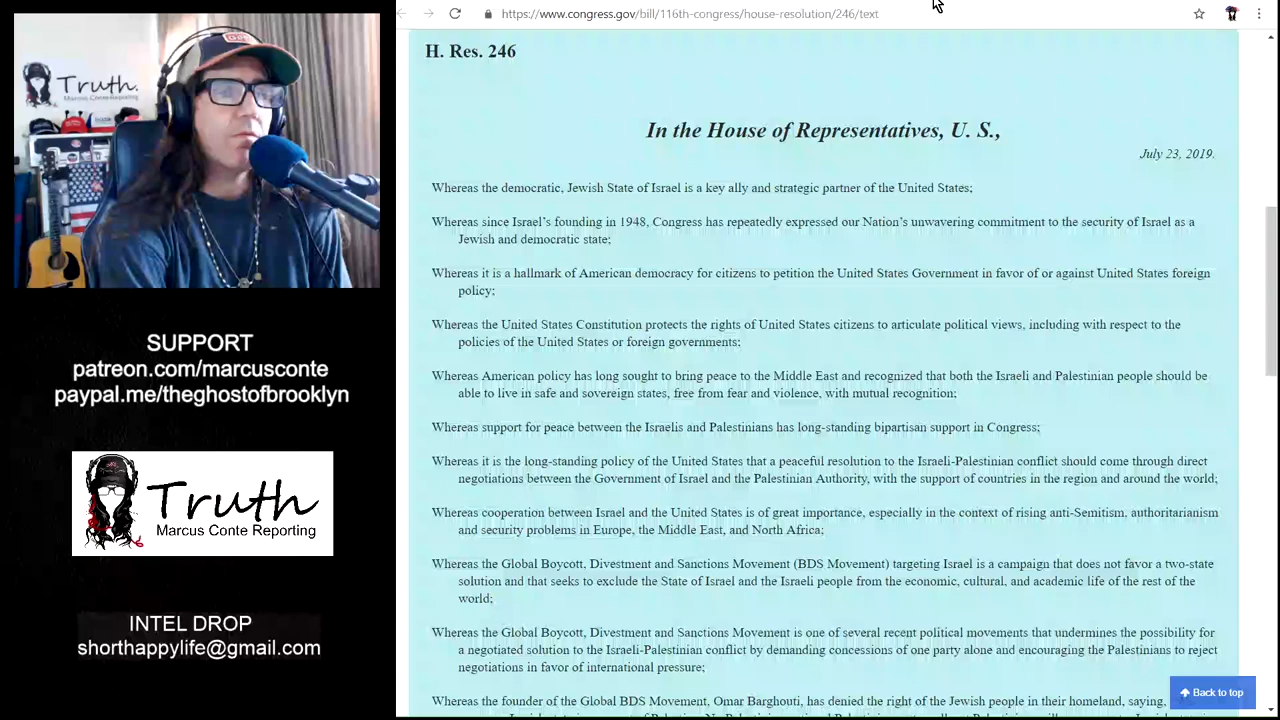 https://www.congress.gov/bill/116th-congress/house-resolution/246/text
Truth.
Marcus Conte Reporting
H. Res. 246
In the House of Representatives, U. S.,
July 23, 2019.
Whereas the democratic, Jewish State of Israel is a key ally and strategic partner of the United States;
Whereas since Israel’s founding in 1948, Congress has repeatedly expressed our Nation’s unwavering commitment to the security of Israel as a
Jewish and democratic state;
Whereas it is a hallmark of American democracy for citizens to petition the United States Government in favor of or against United States foreign
policy;
Whereas the United States Constitution protects the rights of United States citizens to articulate political views, including with respect to the
policies of the United States or foreign governments;
Whereas American policy has long sought to bring peace to the Middle East and recognized that both the Israeli and Palestinian people should be
able to live in safe and sovereign states, free from fear and violence, with mutual recognition;
Whereas support for peace between the Israelis and Palestinians has long-standing bipartisan support in Congress;
Whereas it is the long-standing policy of the United States that a peaceful resolution to the Israeli-Palestinian conflict should come through direct
negotiations between the Government of Israel and the Palestinian Authority, with the support of countries in the region and around the world;
Whereas cooperation between Israel and the United States is of great importance, especially in the context of rising anti-Semitism, authoritarianism
and security problems in Europe, the Middle East, and North Africa;
Whereas the Global Boycott, Divestment and Sanctions Movement (BDS Movement) targeting Israel is a campaign that does not favor a two-state
solution and that seeks to exclude the State of Israel and the Israeli people from the economic, cultural, and academic life of the rest of the
world;
Whereas the Global Boycott, Divestment and Sanctions Movement is one of several recent political movements that undermines the possibility for
a negotiated solution to the Israeli-Palestinian conflict by demanding concessions of one party alone and encouraging the Palestinians to reject
negotiations in favor of international pressure;
Whereas the founder of the Global BDS Movement, Omar Barghouti, has denied the right of the Jewish people in their homeland, saying,
Back to top
SUPPORT
patreon.com/marcusconte
paypal.me/theghostofbrooklyn
Truth
Marcus Conte Reporting
INTEL DROP
shorthappylife@gmail.com